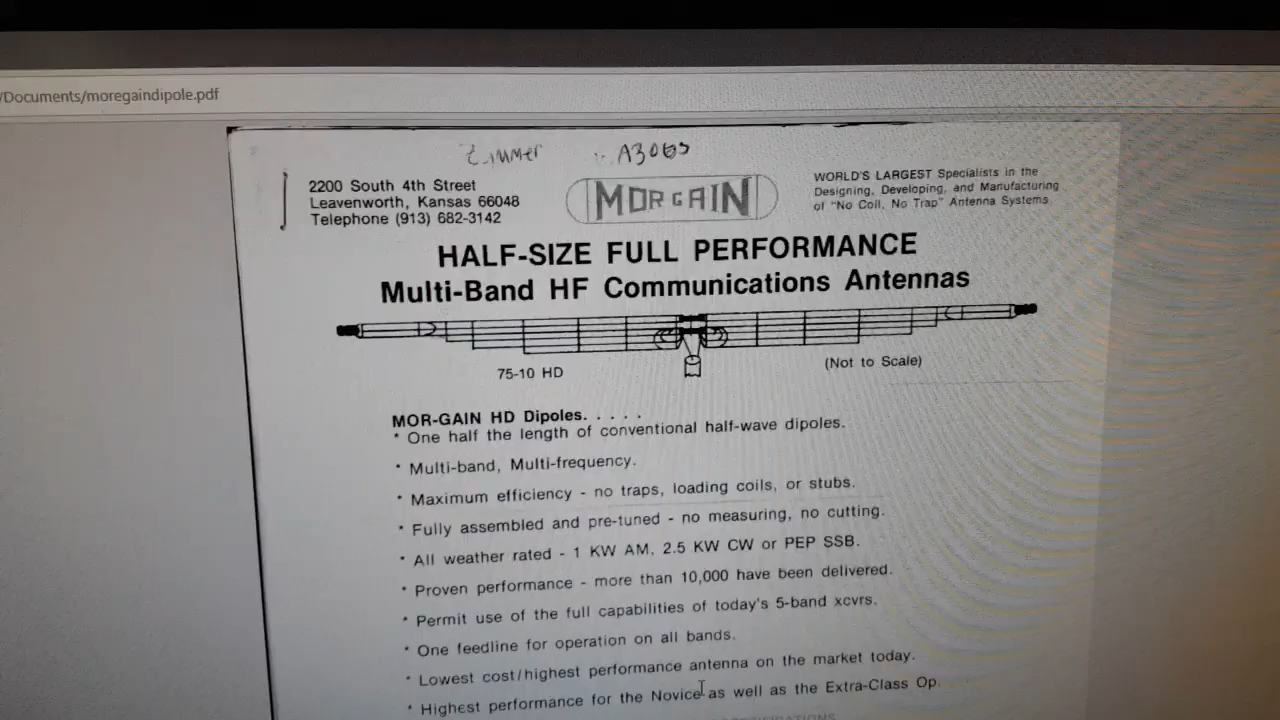 /Documents/moregaindipole.pdf
Zimmer A3065
2200 South 4th Street
Leavenworth, Kansas 66048
Telephone (913) 682-3142
MORGAIN
WORLD'S LARGEST Specialists in the
Designing, Developing, and Manufacturing
of "No Coil, No Trap" Antenna Systems
HALF-SIZE FULL PERFORMANCE
Multi-Band HF Communications Antennas
75-10 HD
(Not to Scale)
MOR-GAIN HD Dipoles. . . . .
* One half the length of conventional half-wave dipoles.
* Multi-band, Multi-frequency.
* Maximum efficiency - no traps, loading coils, or stubs.
* Fully assembled and pre-tuned - no measuring, no cutting.
* All weather rated - 1 KW AM, 2.5 KW CW or PEP SSB.
* Proven performance - more than 10,000 have been delivered.
* Permit use of the full capabilities of today's 5-band xcvrs.
* One feedline for operation on all bands.
* Lowest cost/highest performance antenna on the market today.
* Highest performance for the Novice as well as the Extra-Class Op.